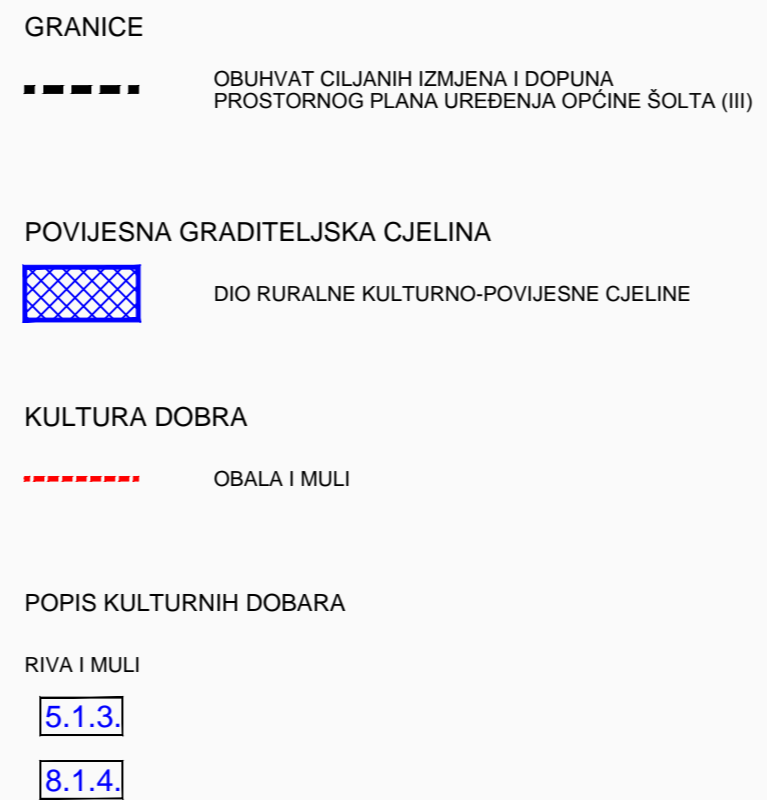 GRANICE
OBUHVAT CILJANIH IZMJENA I DOPUNA
PROSTORNOG PLANA UREĐENJA OPĆINE ŠOLTA (III)
POVIJESNA GRADITELJSKA CJELINA
DIO RURALNE KULTURNO-POVIJESNE CJELINE
KULTURA DOBRA
OBALA I MULI
POPIS KULTURNIH DOBARA
RIVA I MULI
5.1.3.
8.1.4.